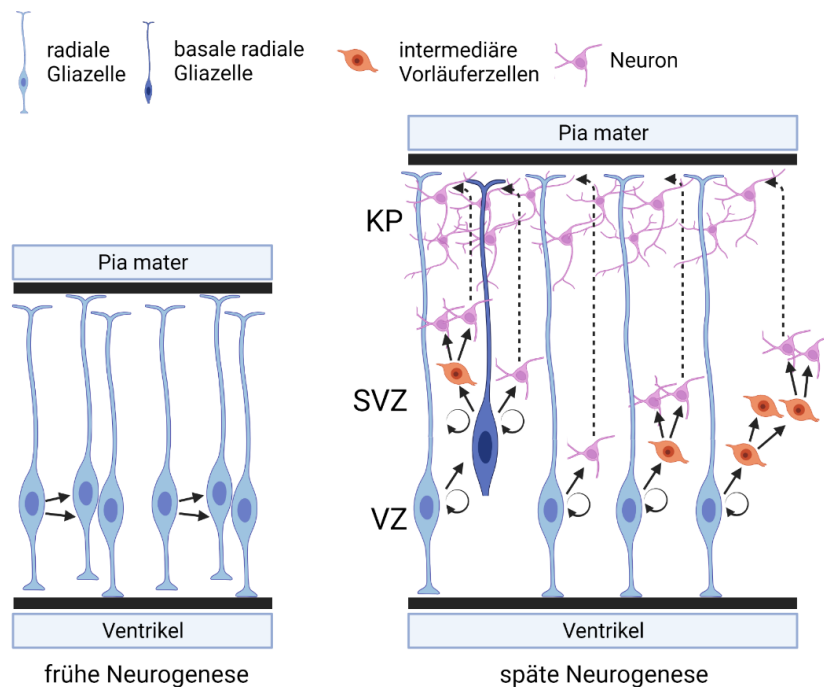 radiale
Gliazelle
basale radiale
Gliazelle
intermediäre
Vorläuferzellen
Neuron
Pia mater
Ventrikel
frühe Neurogenese
Pia mater
KP
SVZ
VZ
Ventrikel
späte Neurogenese